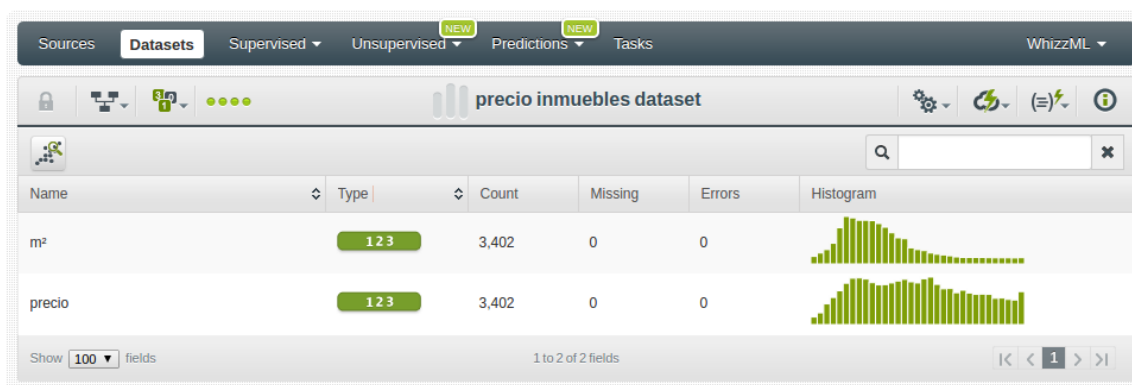 NEW NEW
Sources Datasets Supervised Unsupervised Predictions Tasks WhizzML
precio inmuebles dataset
Name Type Count Missing Errors Histogram
m² 123 3,402 0 0
precio 123 3,402 0 0
Show 100 fields 1 to 2 of 2 fields 1